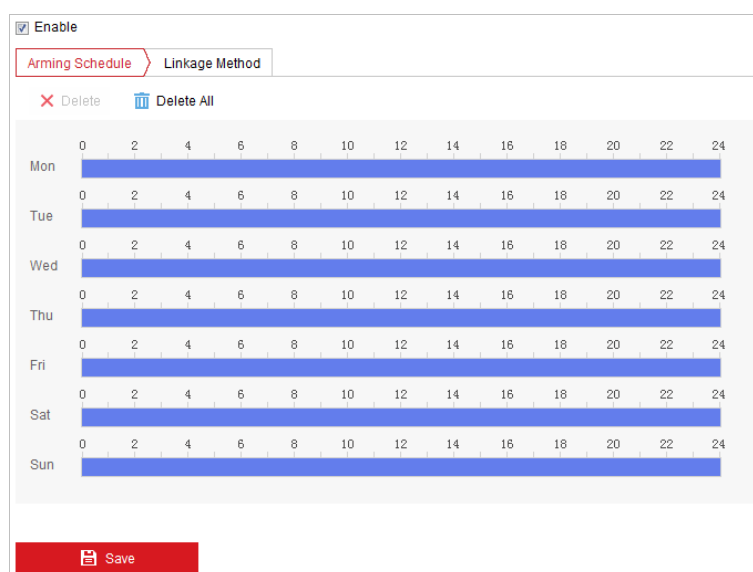 Enable
Arming Schedule Linkage Method
Delete Delete All
0 2 4 6 8 10 12 14 16 18 20 22 24
Mon
0 2 4 6 8 10 12 14 16 18 20 22 24
Tue
0 2 4 6 8 10 12 14 16 18 20 22 24
Wed
0 2 4 6 8 10 12 14 16 18 20 22 24
Thu
0 2 4 6 8 10 12 14 16 18 20 22 24
Fri
0 2 4 6 8 10 12 14 16 18 20 22 24
Sat
0 2 4 6 8 10 12 14 16 18 20 22 24
Sun
Save